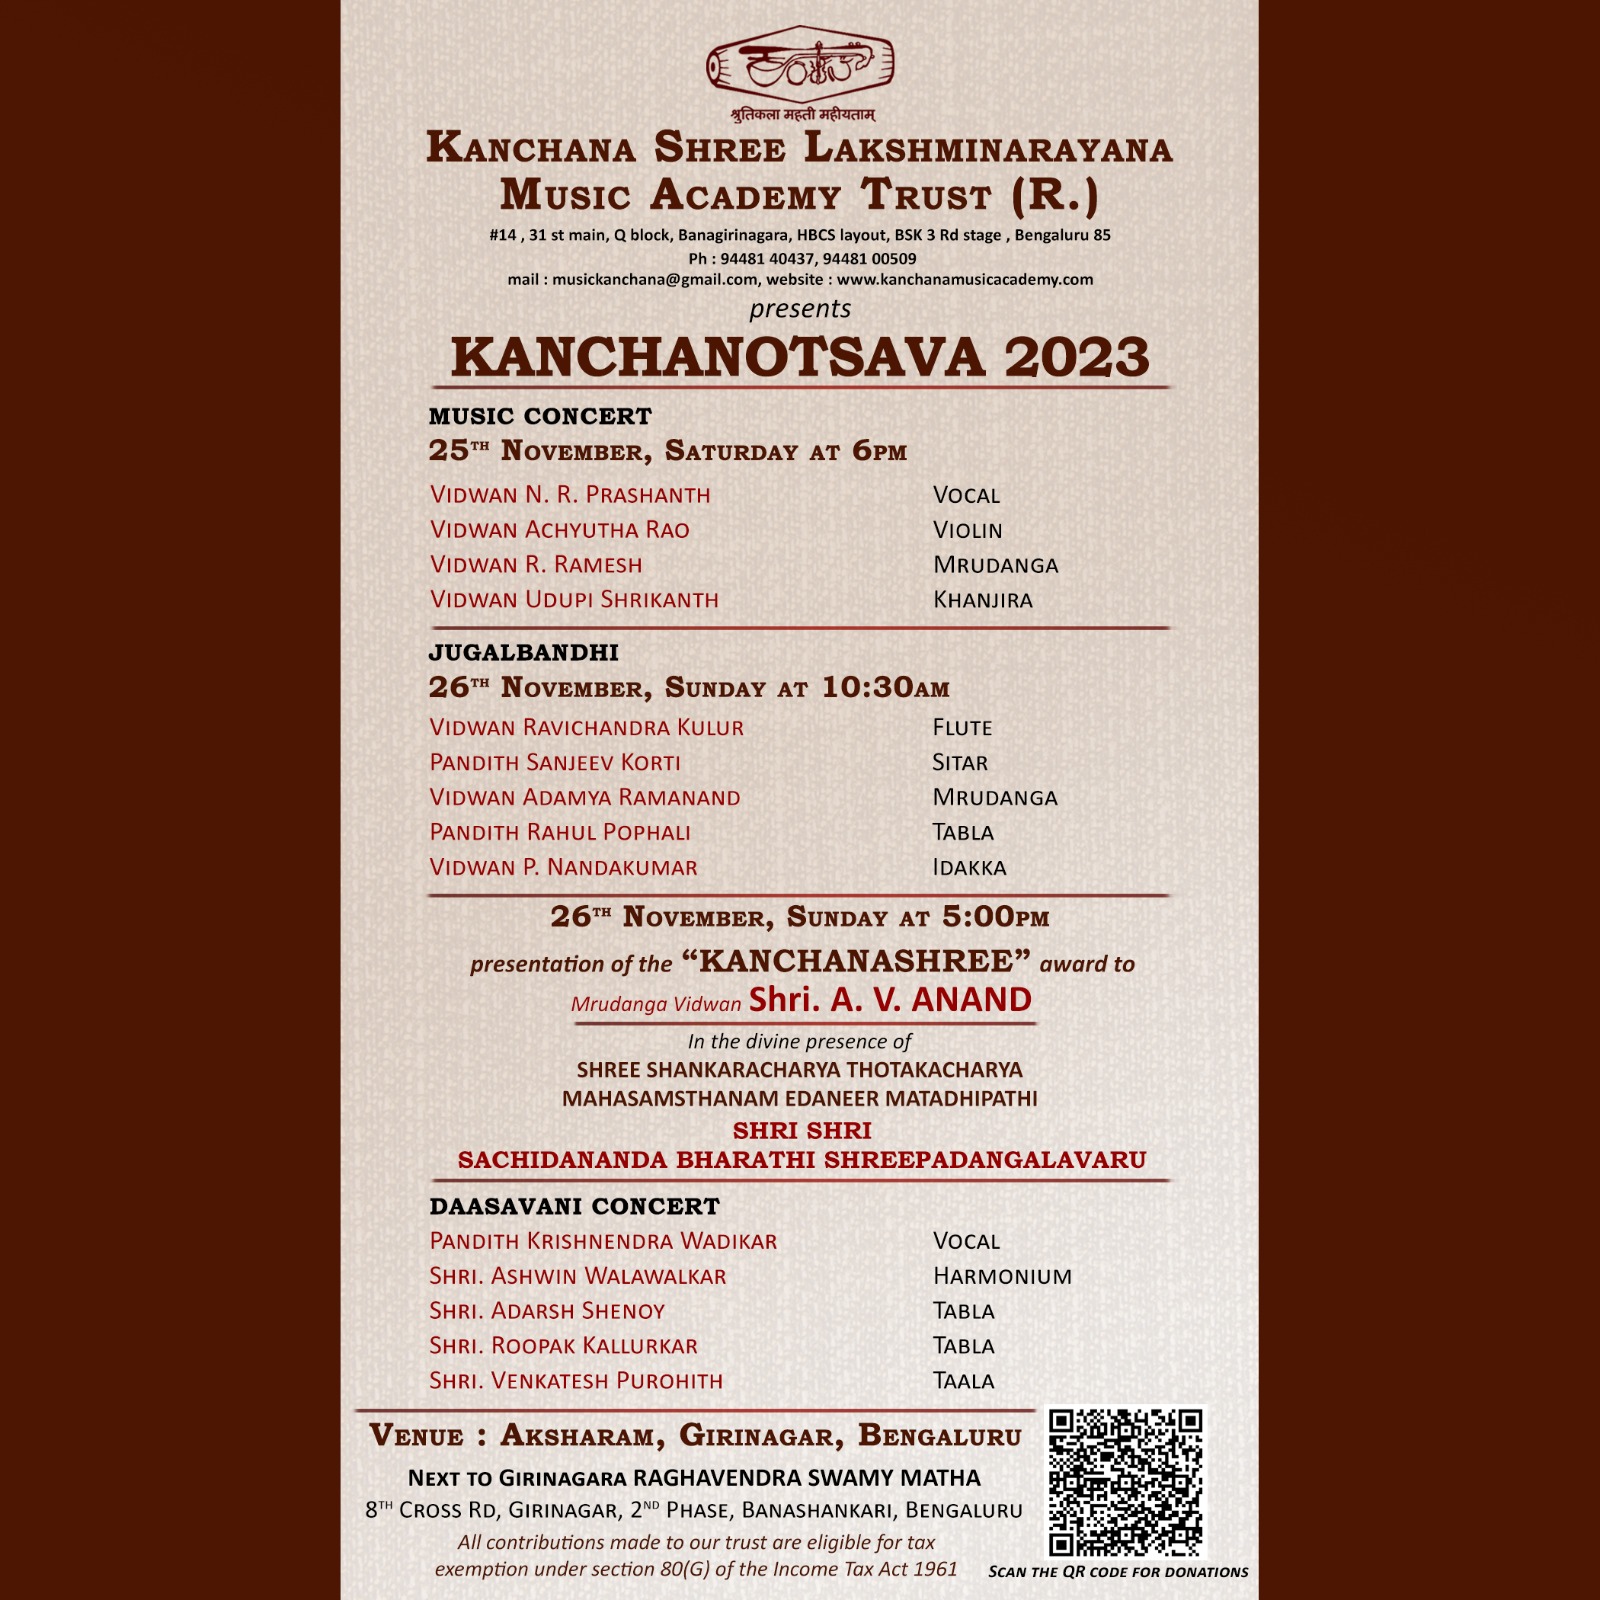 श्रुतिकला महती महीयताम्
Kanchana Shree Lakshminarayana
Music Academy Trust (R.)
#14 , 31 st main, Q block, Banagirinagara, HBCS layout, BSK 3 Rd stage , Bengaluru 85
Ph : 94481 40437, 94481 00509
mail : musickanchana@gmail.com, website : www.kanchanamusicacademy.com
presents
KANCHANOTSAVA 2023
MUSIC CONCERT
25TH November, Saturday at 6pm
Vidwan N. R. Prashanth Vocal
Vidwan Achyutha Rao Violin
Vidwan R. Ramesh Mrudanga
Vidwan Udupi Shrikanth Khanjira
JUGALBANDHI
26TH November, Sunday at 10:30am
Vidwan Ravichandra Kulur Flute
Pandith Sanjeev Korti Sitar
Vidwan Adamya Ramanand Mrudanga
Pandith Rahul Pophali Tabla
Vidwan P. Nandakumar Idakka
26TH November, Sunday at 5:00pm
presentation of the “KANCHANASHREE” award to
Mrudanga Vidwan Shri. A. V. ANAND
In the divine presence of
SHREE SHANKARACHARYA THOTAKACHARYA
MAHASAMSTHANAM EDANEER MATADHIPATHI
SHRI SHRI
SACHIDANANDA BHARATHI SHREEPADANGALAVARU
DAASAVANI CONCERT
Pandith Krishnendra Wadikar Vocal
Shri. Ashwin Walawalkar Harmonium
Shri. Adarsh Shenoy Tabla
Shri. Roopak Kallurkar Tabla
Shri. Venkatesh Purohith Taala
Venue : Aksharam, Girinagar, Bengaluru
Next to Girinagara RAGHAVENDRA SWAMY MATHA
8TH Cross Rd, Girinagar, 2ND Phase, Banashankari, Bengaluru
All contributions made to our trust are eligible for tax
exemption under section 80(G) of the Income Tax Act 1961
Scan the QR code for donations